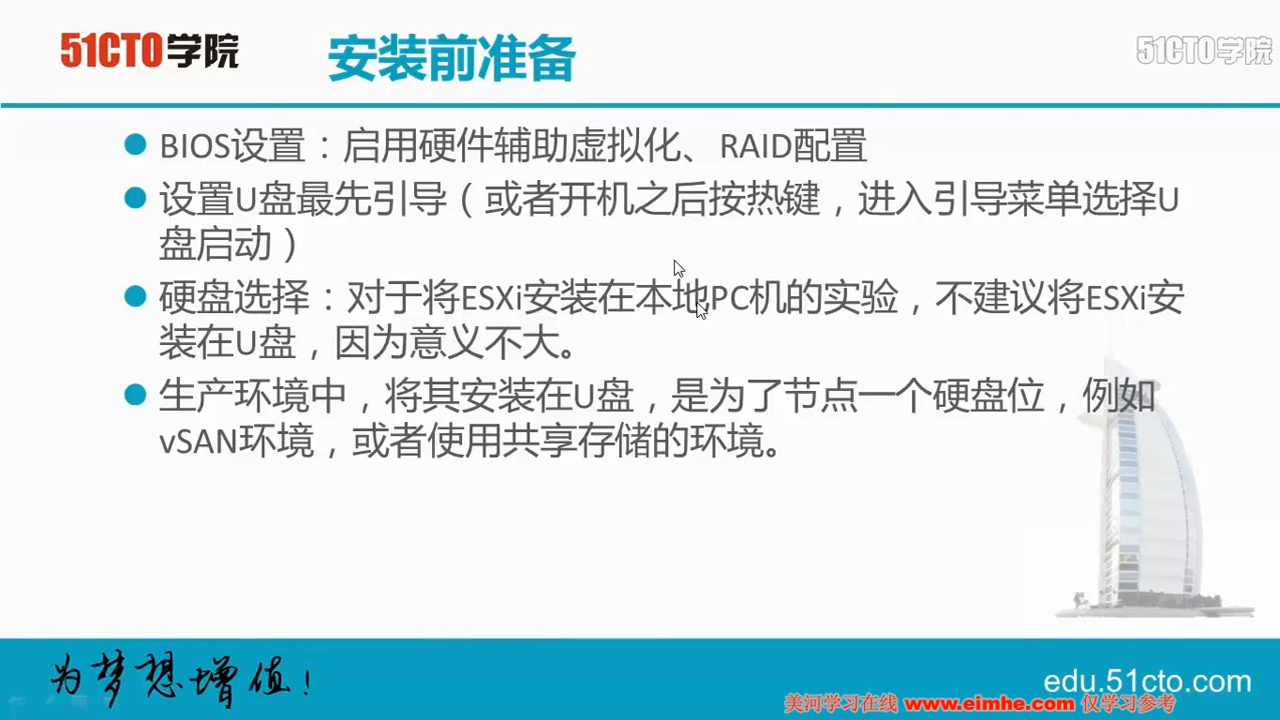 51CTO学院
安装前准备
51CTO学院
BIOS设置：启用硬件辅助虚拟化、RAID配置
设置U盘最先引导（或者开机之后按热键，进入引导菜单选择U
盘启动）
硬盘选择：对于将ESXi安装在本地PC机的实验，不建议将ESXi安
装在U盘，因为意义不大。
生产环境中，将其安装在U盘，是为了节点一个硬盘位，例如
vSAN环境，或者使用共享存储的环境。
为梦想增值!
edu.51cto.com
美河学习在线 www.eimhe.com 仅学习参考